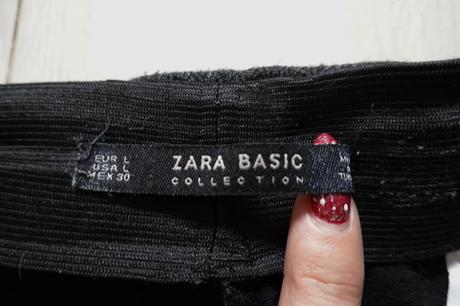 EUR L
USA L
MEX 30
ZARA BASIC
COLLECTION